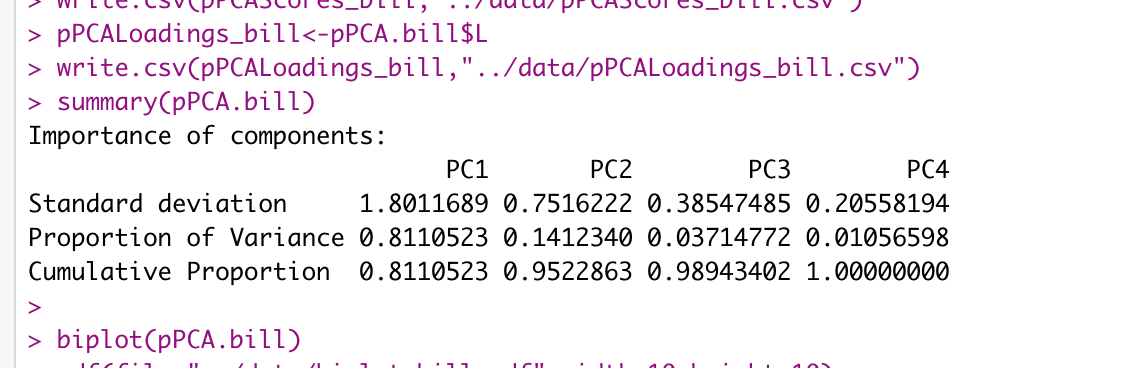 > write.csv(pPCAScores_bill,"../data/pPCAScores_bill.csv")
> pPCALoadings_bill<-pPCA.bill$L
> write.csv(pPCALoadings_bill,"../data/pPCALoadings_bill.csv")
> summary(pPCA.bill)
Importance of components:
PC1 PC2 PC3 PC4
Standard deviation 1.8011689 0.7516222 0.38547485 0.20558194
Proportion of Variance 0.8110523 0.1412340 0.03714772 0.01056598
Cumulative Proportion 0.8110523 0.9522863 0.98943402 1.00000000
>
> biplot(pPCA.bill)